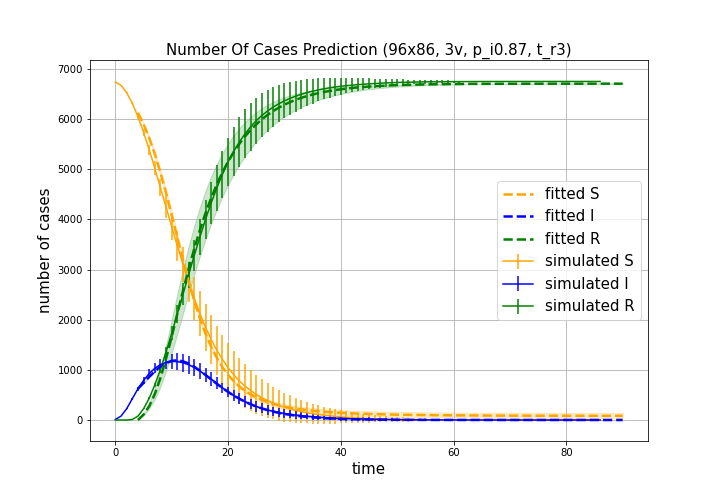 Number Of Cases Prediction (96x86, 3v, p_i0.87, t_r3)
number of cases
7000
6000
5000
4000
3000
2000
1000
0
fitted S
fitted I
fitted R
simulated S
simulated I
simulated R
0 20 40 60 80
time